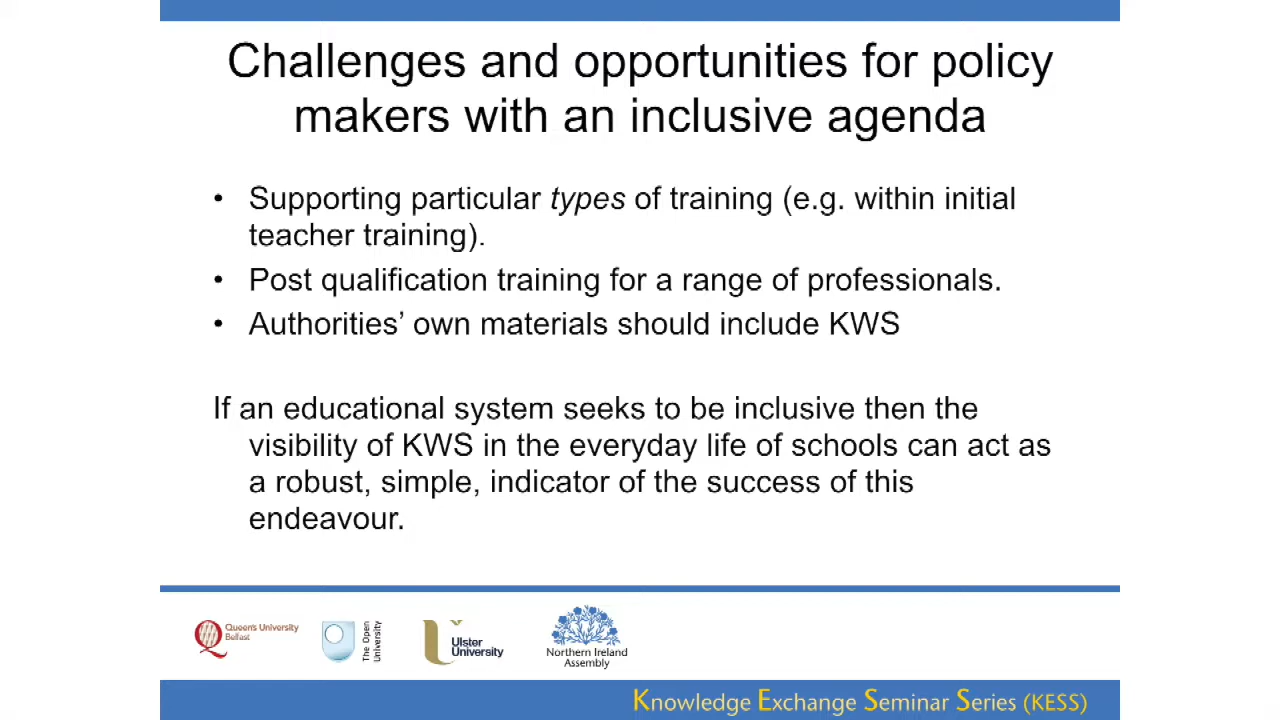 Challenges and opportunities for policy
makers with an inclusive agenda
• Supporting particular types of training (e.g. within initial
teacher training).
• Post qualification training for a range of professionals.
• Authorities’ own materials should include KWS
If an educational system seeks to be inclusive then the
visibility of KWS in the everyday life of schools can act as
a robust, simple, indicator of the success of this
endeavour.
Queen's University
Belfast
The Open
University
Ulster
University
Northern Ireland
Assembly
Knowledge Exchange Seminar Series (KESS)